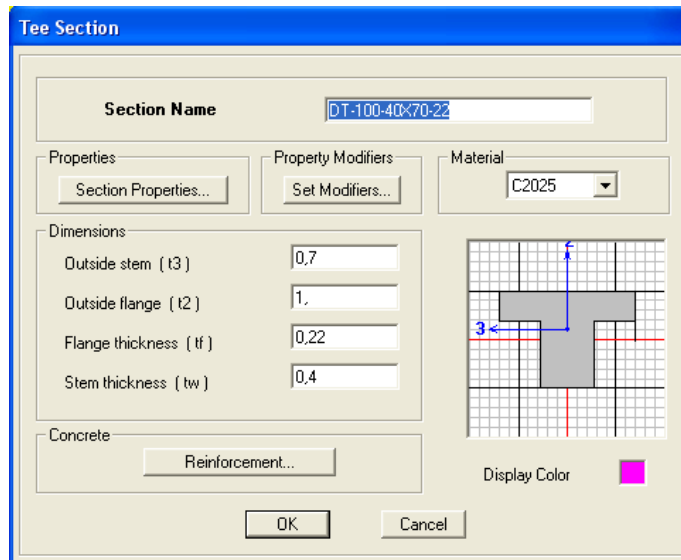 Tee Section
Section Name DT-100-40X70-22
Properties Property Modifiers Material
Section Properties... Set Modifiers... C2025
Dimensions
Outside stem ( t3 ) 0,7
Outside flange ( t2 ) 1,
Flange thickness ( tf ) 0,22
Stem thickness ( tw ) 0,4
2
3
Concrete
Reinforcement...
Display Color
OK Cancel